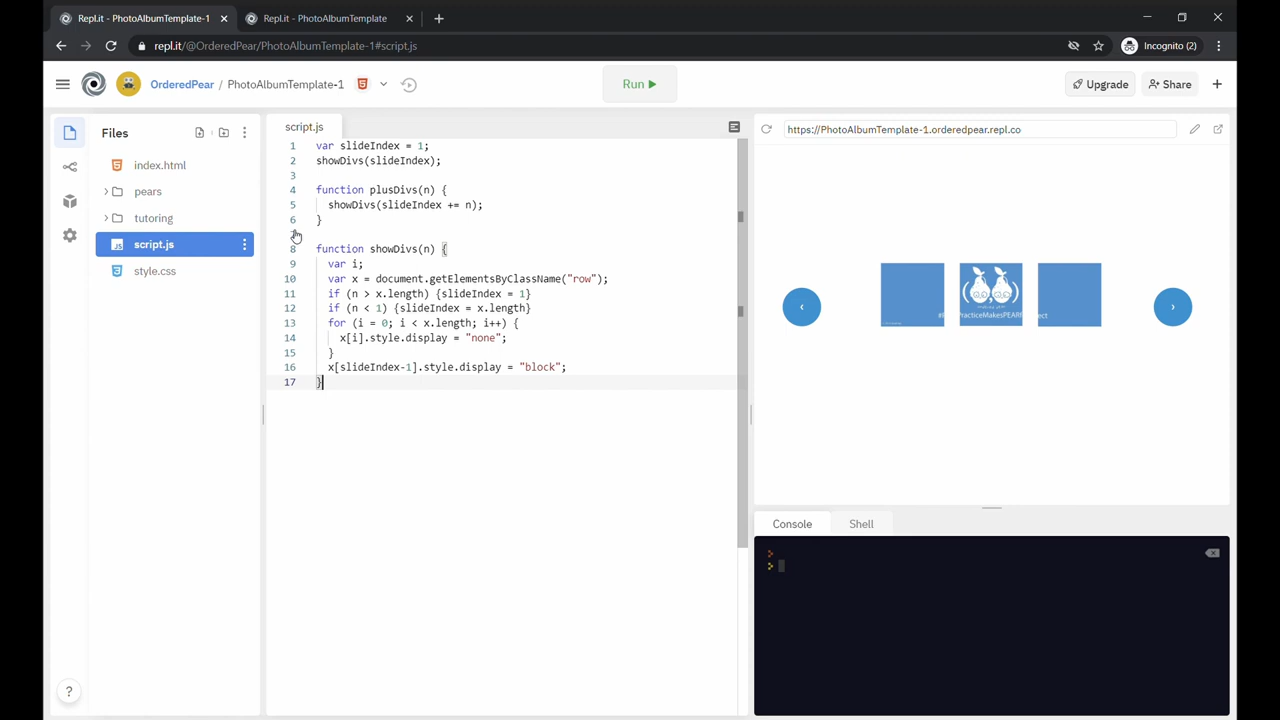 Repl.it - PhotoAlbumTemplate-1
Repl.it - PhotoAlbumTemplate
repl.it/@OrderedPear/PhotoAlbumTemplate-1#script.js
Incognito (2)
OrderedPear / PhotoAlbumTemplate-1
Run
Upgrade
Share
Files
index.html
pears
tutoring
script.js
style.css
script.js
1 var slideIndex = 1;
2 showDivs(slideIndex);
3
4 function plusDivs(n) {
5 showDivs(slideIndex += n);
6 }
8 function showDivs(n) {
9 var i;
10 var x = document.getElementsByClassName("row");
11 if (n > x.length) {slideIndex = 1}
12 if (n < 1) {slideIndex = x.length}
13 for (i = 0; i < x.length; i++) {
14 x[i].style.display = "none";
15 }
16 x[slideIndex-1].style.display = "block";
17 }
https://PhotoAlbumTemplate-1.orderedpear.repl.co
‹
›
Console
Shell
?